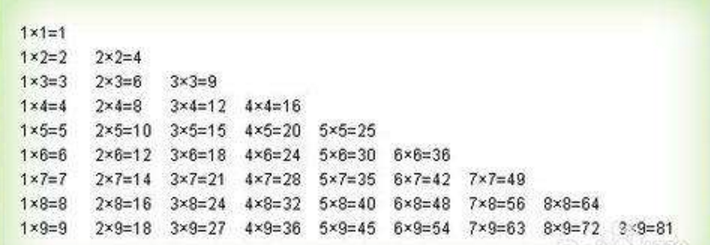 1×1=1
1×2=2 2×2=4
1×3=3 2×3=6 3×3=9
1×4=4 2×4=8 3×4=12 4×4=16
1×5=5 2×5=10 3×5=15 4×5=20 5×5=25
1×6=6 2×6=12 3×6=18 4×6=24 5×6=30 6×6=36
1×7=7 2×7=14 3×7=21 4×7=28 5×7=35 6×7=42 7×7=49
1×8=8 2×8=16 3×8=24 4×8=32 5×8=40 6×8=48 7×8=56 8×8=64
1×9=9 2×9=18 3×9=27 4×9=36 5×9=45 6×9=54 7×9=63 8×9=72 9×9=81